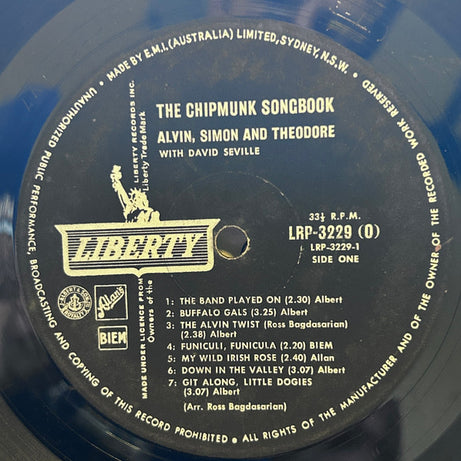 MADE BY E.M.I. (AUSTRALIA) LIMITED, SYDNEY, N.S.W. •
UNAUTHORIZED PUBLIC PERFORMANCE, BROADCASTING AND COPYING OF THIS RECORD PROHIBITED • ALL RIGHTS OF THE MANUFACTURER AND OF THE OWNER OF THE RECORDED WORK RESERVED •
LIBERTY RECORDS INC.
Liberty Trade Mark
THE CHIPMUNK SONGBOOK
ALVIN, SIMON AND THEODORE
WITH DAVID SEVILLE
33⅓ R.P.M.
LRP-3229 (O)
LRP-3229-1
SIDE ONE
LIBERTY
Allan's
BIEM
MADE UNDER LICENCE FROM
Owners of the
1: THE BAND PLAYED ON (2.30) Albert
2: BUFFALO GALS (3.25) Albert
3: THE ALVIN TWIST (Ross Bagdasarian)
(2.38) Albert
4: FUNICULI, FUNICULA (2.20) BIEM
5: MY WILD IRISH ROSE (2.40) Allan
6: DOWN IN THE VALLEY (3.07) Albert
7: GIT ALONG, LITTLE DOGIES
(3.07) Albert
(Arr. Ross Bagdasarian)